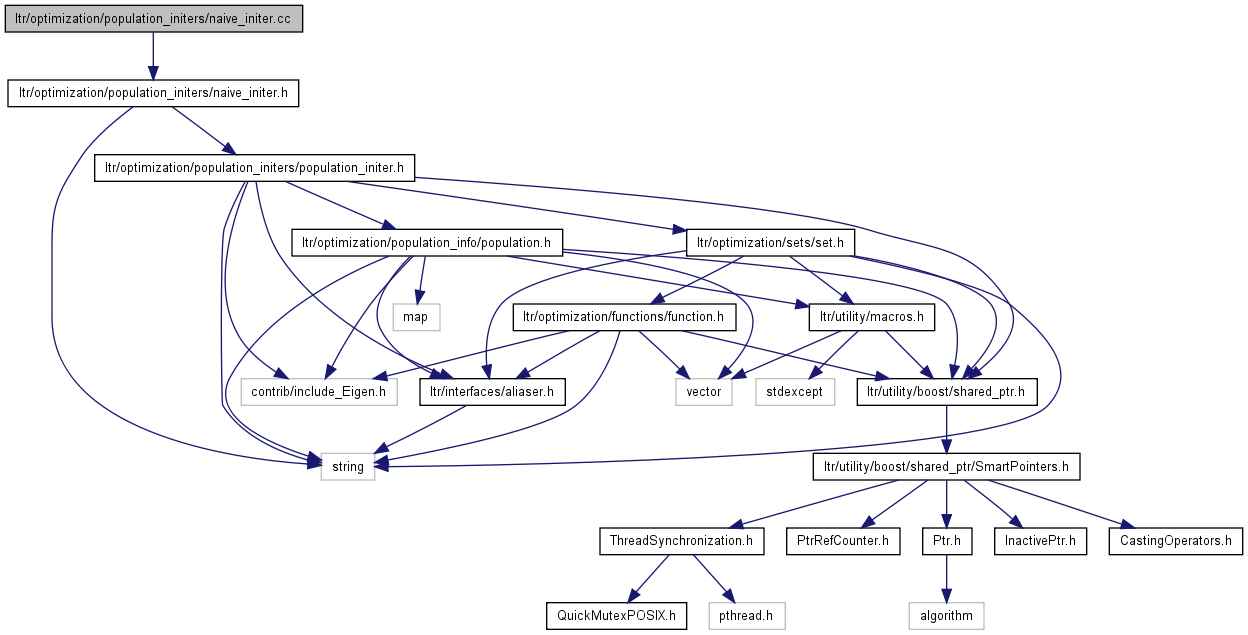 ltr/optimization/population_initers/naive_initer.cc
ltr/optimization/population_initers/naive_initer.h
ltr/optimization/population_initers/population_initer.h
ltr/optimization/population_info/population.h
ltr/optimization/sets/set.h
map
ltr/optimization/functions/function.h
ltr/utility/macros.h
contrib/include_Eigen.h
ltr/interfaces/aliaser.h
vector
stdexcept
ltr/utility/boost/shared_ptr.h
string
ltr/utility/boost/shared_ptr/SmartPointers.h
ThreadSynchronization.h
PtrRefCounter.h
Ptr.h
InactivePtr.h
CastingOperators.h
QuickMutexPOSIX.h
pthread.h
algorithm